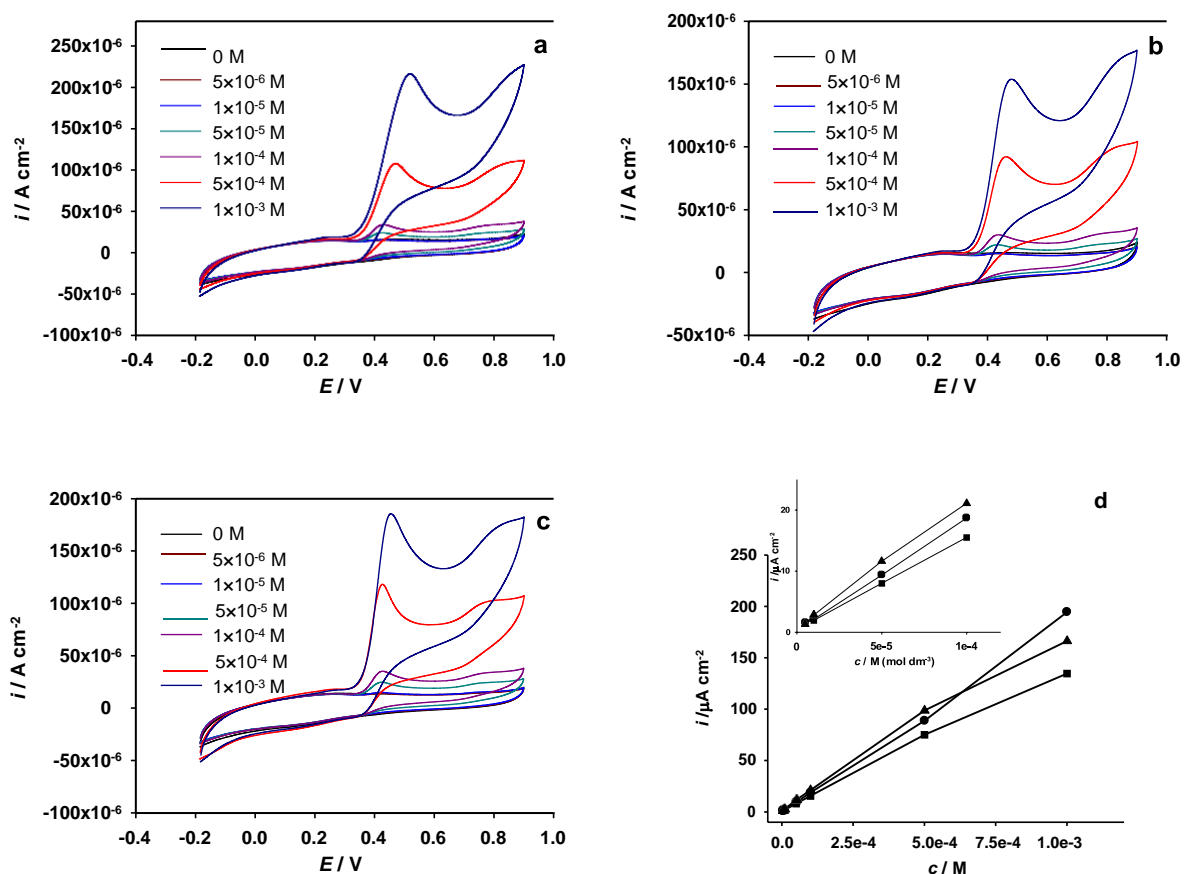 a
250x10⁻⁶
200x10⁻⁶
150x10⁻⁶
100x10⁻⁶
50x10⁻⁶
0
-50x10⁻⁶
-100x10⁻⁶
i / A cm⁻²
0 M
5×10⁻⁶ M
1×10⁻⁵ M
5×10⁻⁵ M
1×10⁻⁴ M
5×10⁻⁴ M
1×10⁻³ M
-0.4 -0.2 0.0 0.2 0.4 0.6 0.8 1.0
E / V
b
200x10⁻⁶
150x10⁻⁶
100x10⁻⁶
50x10⁻⁶
0
-50x10⁻⁶
i / A cm⁻²
0 M
5×10⁻⁶ M
1×10⁻⁵ M
5×10⁻⁵ M
1×10⁻⁴ M
5×10⁻⁴ M
1×10⁻³ M
-0.4 -0.2 0.0 0.2 0.4 0.6 0.8 1.0
E / V
c
200x10⁻⁶
150x10⁻⁶
100x10⁻⁶
50x10⁻⁶
0
-50x10⁻⁶
-100x10⁻⁶
i / A cm⁻²
0 M
5×10⁻⁶ M
1×10⁻⁵ M
5×10⁻⁵ M
1×10⁻⁴ M
5×10⁻⁴ M
1×10⁻³ M
-0.4 -0.2 0.0 0.2 0.4 0.6 0.8 1.0
E / V
d
20
10
0
i /µA cm⁻²
5e-5 1e-4
c / M (mol dm⁻³)
250
200
150
100
50
0
i /µA cm⁻²
0.0 2.5e-4 5.0e-4 7.5e-4 1.0e-3
c / M